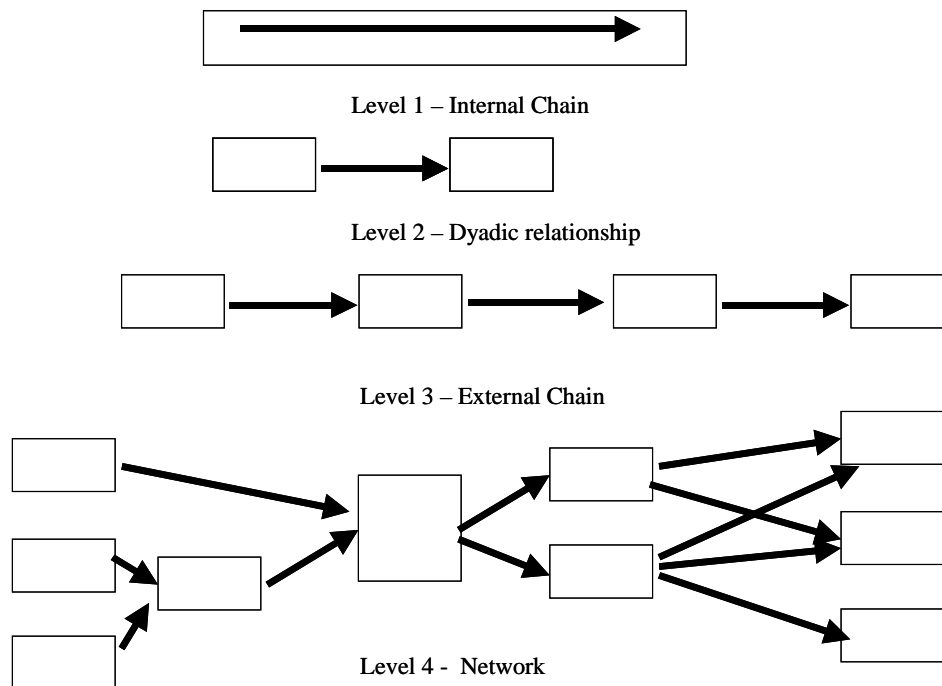 Level 1 – Internal Chain
Level 2 – Dyadic relationship
Level 3 – External Chain
Level 4 -  Network